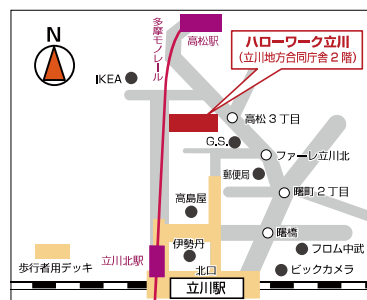 N
多摩モノレール
高松駅
ハローワーク立川
(立川地方合同庁舎2階)
IKEA
高松3丁目
G.S.
ファーレ立川北
郵便局
高島屋
曙町2丁目
曙橋
伊勢丹
立川北駅
フロム中武
歩行者用デッキ
北口
ビックカメラ
立川駅